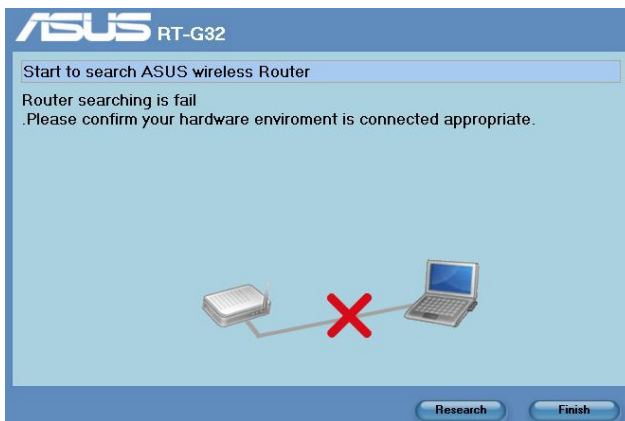 ASUS RT-G32
Start to search ASUS wireless Router
Router searching is fail
.Please confirm your hardware enviroment is connected appropriate.
Research Finish